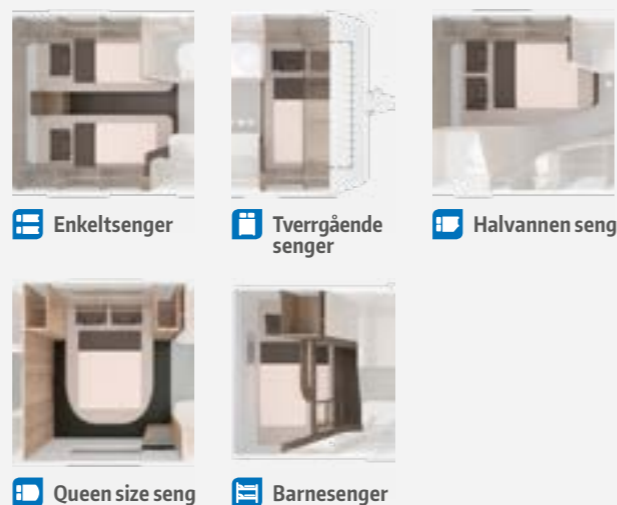 Enkeltsenger
Tverrgående
senger
Halvannen seng
Queen size seng
Barnesenger